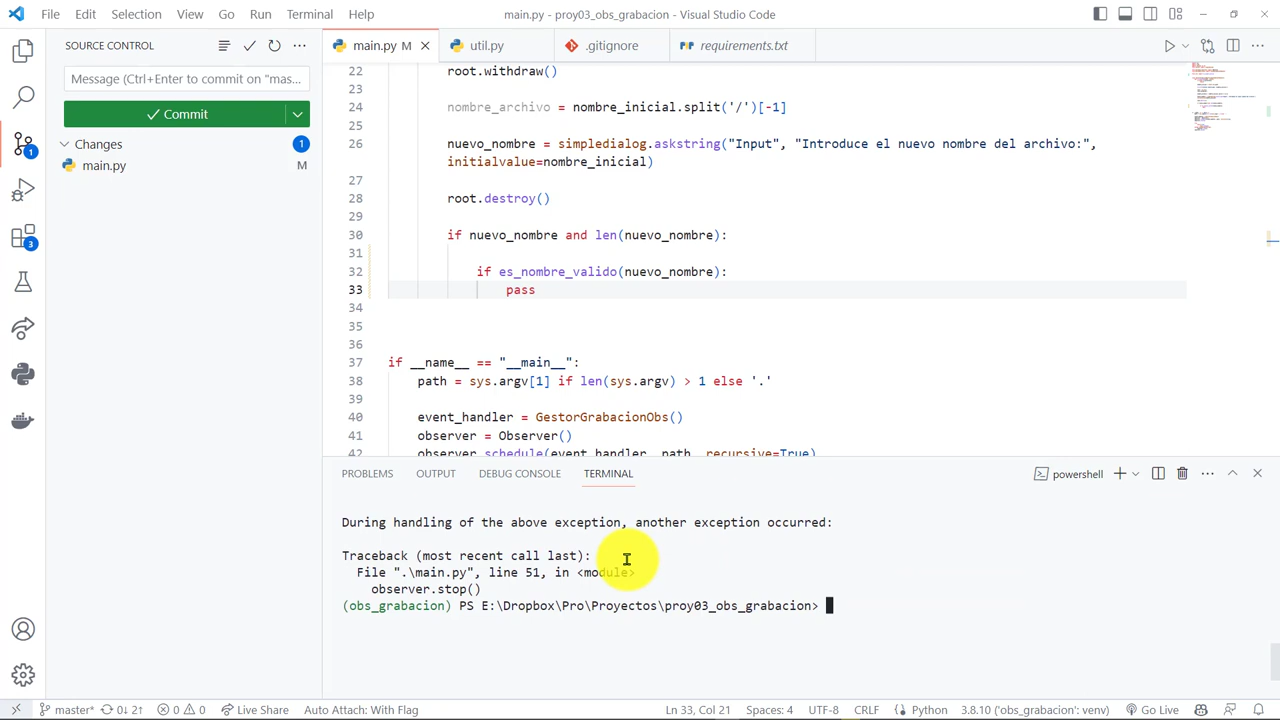 File Edit Selection View Go Run Terminal Help main.py - proy03_obs_grabacion - Visual Studio Code
SOURCE CONTROL
main.py M
util.py
.gitignore
requirements.txt
Message (Ctrl+Enter to commit on "mas...
Commit
Changes 1
main.py M
1
3
22 root.withdraw()
23
24
25
26 nuevo_nombre = simpledialog.askstring("Input", "Introduce el nuevo nombre del archivo:",
initialvalue=nombre_inicial)
27
28 root.destroy()
29
30 if nuevo_nombre and len(nuevo_nombre):
31
32 if es_nombre_valido(nuevo_nombre):
33 pass
34
35
36
37 if __name__ == "__main__":
38 path = sys.argv[1] if len(sys.argv) > 1 else '.'
39
40 event_handler = GestorGrabacionObs()
41 observer = Observer()
42 observer.schedule(event_handler, path, recursive=True)
PROBLEMS OUTPUT DEBUG CONSOLE TERMINAL powershell
During handling of the above exception, another exception occurred:
Traceback (most recent call last):
File ".\main.py", line 51, in <module>
observer.stop()
(obs_grabacion) PS E:\Dropbox\Pro\Proyectos\proy03_obs_grabacion>
master* 0↓ 2↑ 0 0 Live Share Auto Attach: With Flag Ln 33, Col 21 Spaces: 4 UTF-8 CRLF Python 3.8.10 ('obs_grabacion': venv) Go Live